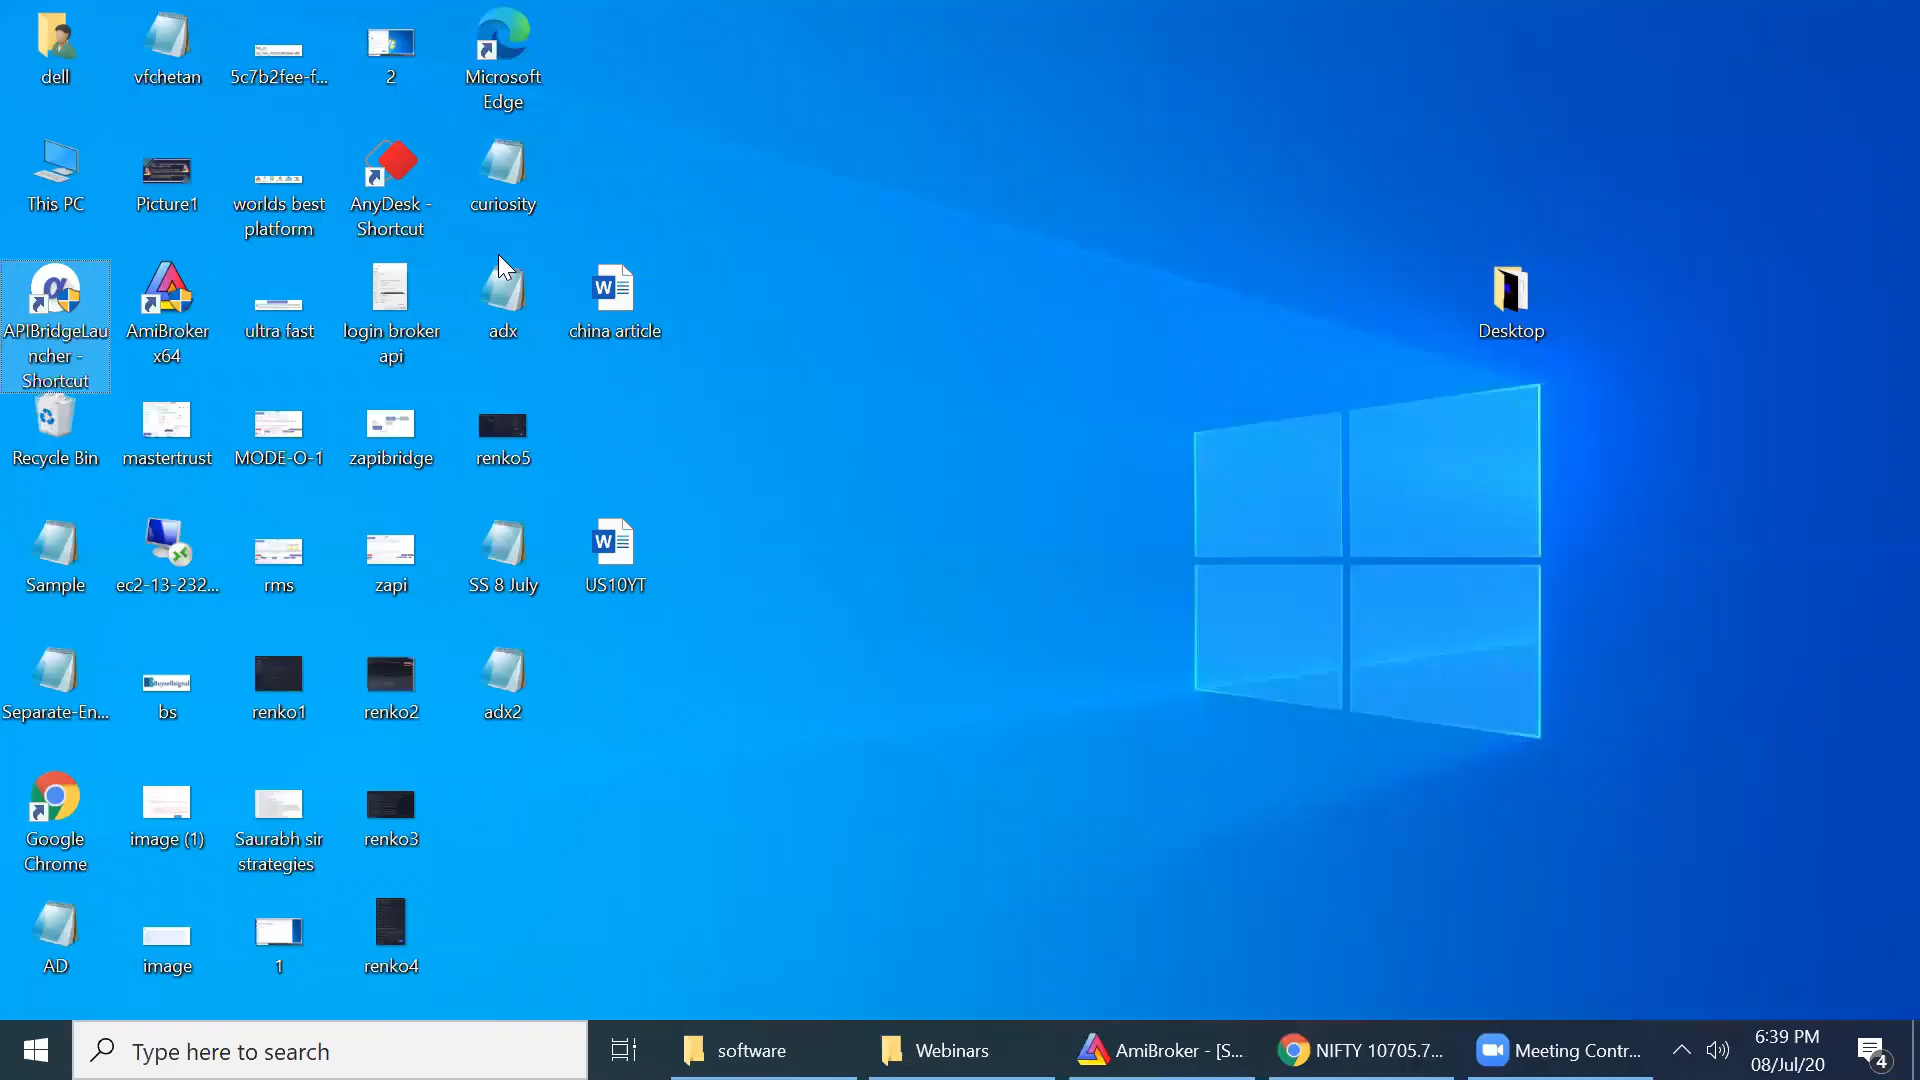 dell
vfchetan
5c7b2fee-f...
2
Microsoft
Edge
This PC
Picture1
worlds best
platform
AnyDesk -
Shortcut
curiosity
APIBridgeLau
ncher -
Shortcut
AmiBroker
x64
ultra fast
login broker
api
adx
china article
Desktop
Recycle Bin
mastertrust
MODE-O-1
zapibridge
renko5
Sample
ec2-13-232...
rms
zapi
SS 8 July
US10YT
Separate-En...
bs
renko1
renko2
adx2
Google
Chrome
image (1)
Saurabh sir
strategies
renko3
AD
image
1
renko4
Type here to search
software
Webinars
AmiBroker - [S...
NIFTY 10705.7...
Meeting Contr...
6:39 PM
08/Jul/20
4